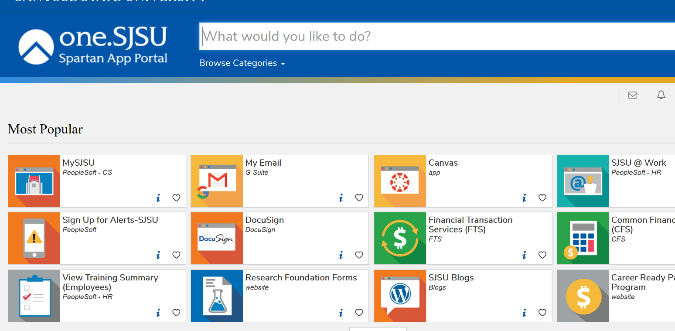 one.SJSU
Spartan App Portal
What would you like to do?
Browse Categories
Most Popular
MySJSU
PeopleSoft - CS
My Email
G Suite
Canvas
app
SJSU @ Work
PeopleSoft - HR
Sign Up for Alerts-SJSU
PeopleSoft
DocuSign
DocuSign
DocuSign
Financial Transaction
Services (FTS)
FTS
Common Financ
(CFS)
CFS
View Training Summary
(Employees)
PeopleSoft - HR
Research Foundation Forms
website
SJSU Blogs
Blogs
Career Ready Pa
Program
website